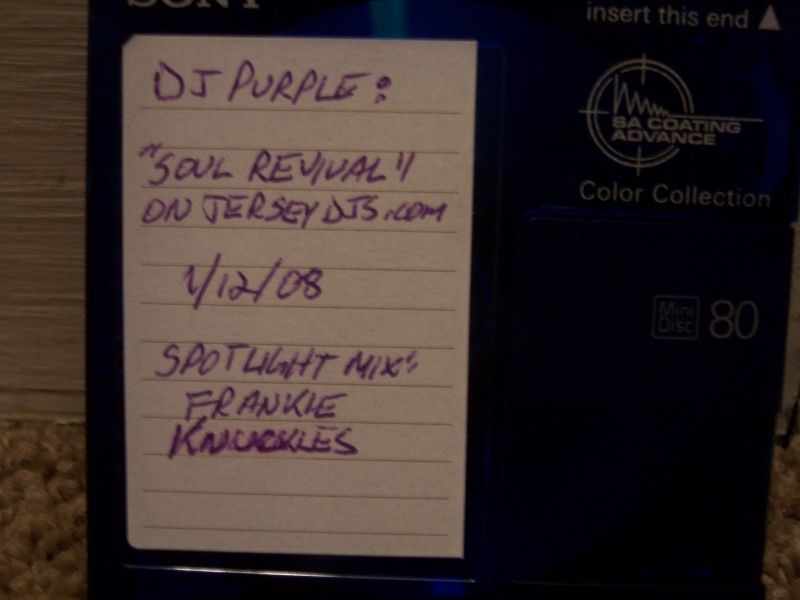 SONY
insert this end
SA COATING
ADVANCE
Color Collection
Mini
Disc
80
DJ PURPLE:
"SOUL REVIVAL"
ON JERSEYDJS.COM
1/12/08
SPOTLIGHT MIX:
FRANKIE
KNUCKLES